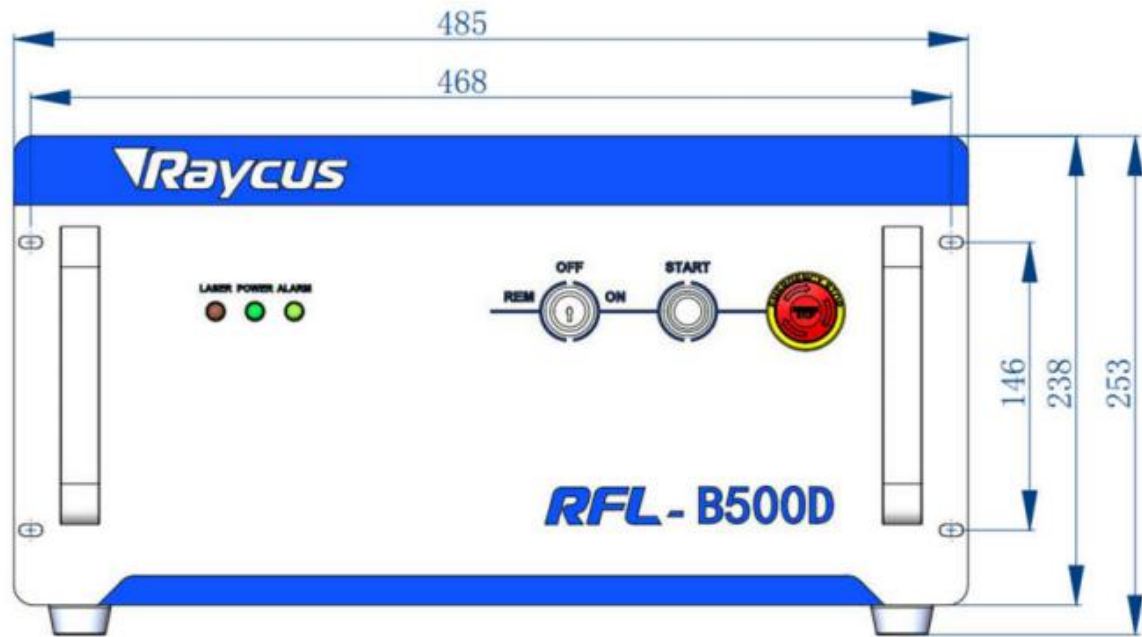 485
468
Raycus
OFF
START
REM
ON
LASER POWER ALARM
146
238
253
RFL-B500D